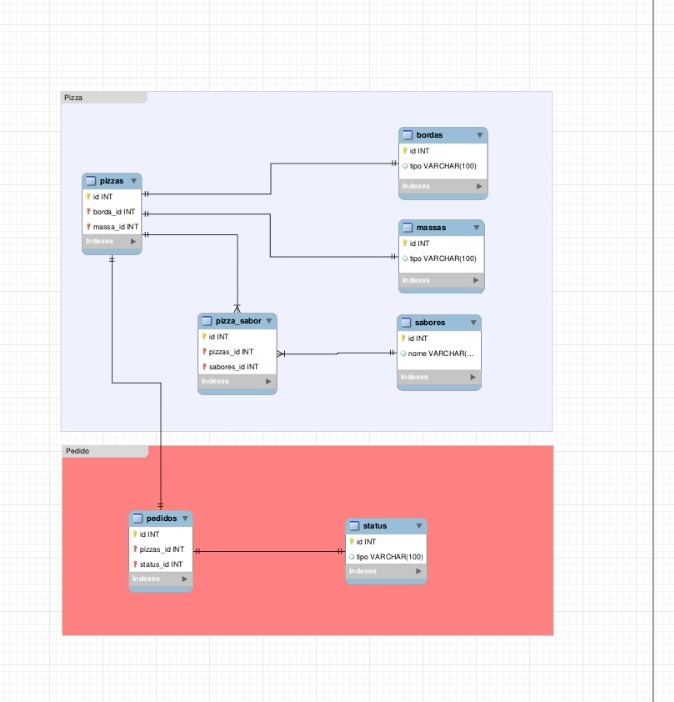 Pizza
bordas
id INT
tipo VARCHAR(100)
Indexes
pizzas
id INT
borda_id INT
massa_id INT
Indexes
massas
id INT
tipo VARCHAR(100)
Indexes
pizza_sabor
id INT
pizzas_id INT
sabores_id INT
Indexes
sabores
id INT
nome VARCHAR(...
Indexes
Pedido
pedidos
id INT
pizzas_id INT
status_id INT
Indexes
status
id INT
tipo VARCHAR(100)
Indexes